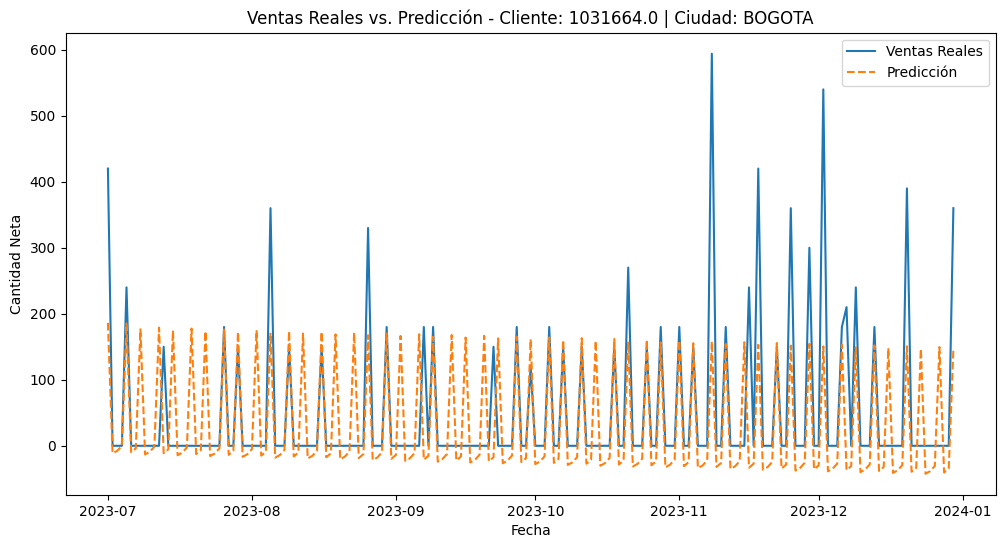 Ventas Reales vs. Predicción - Cliente: 1031664.0 | Ciudad: BOGOTA
Ventas Reales
Predicción
Cantidad Neta
600
500
400
300
200
100
0
2023-07
2023-08
2023-09
2023-10
2023-11
2023-12
2024-01
Fecha